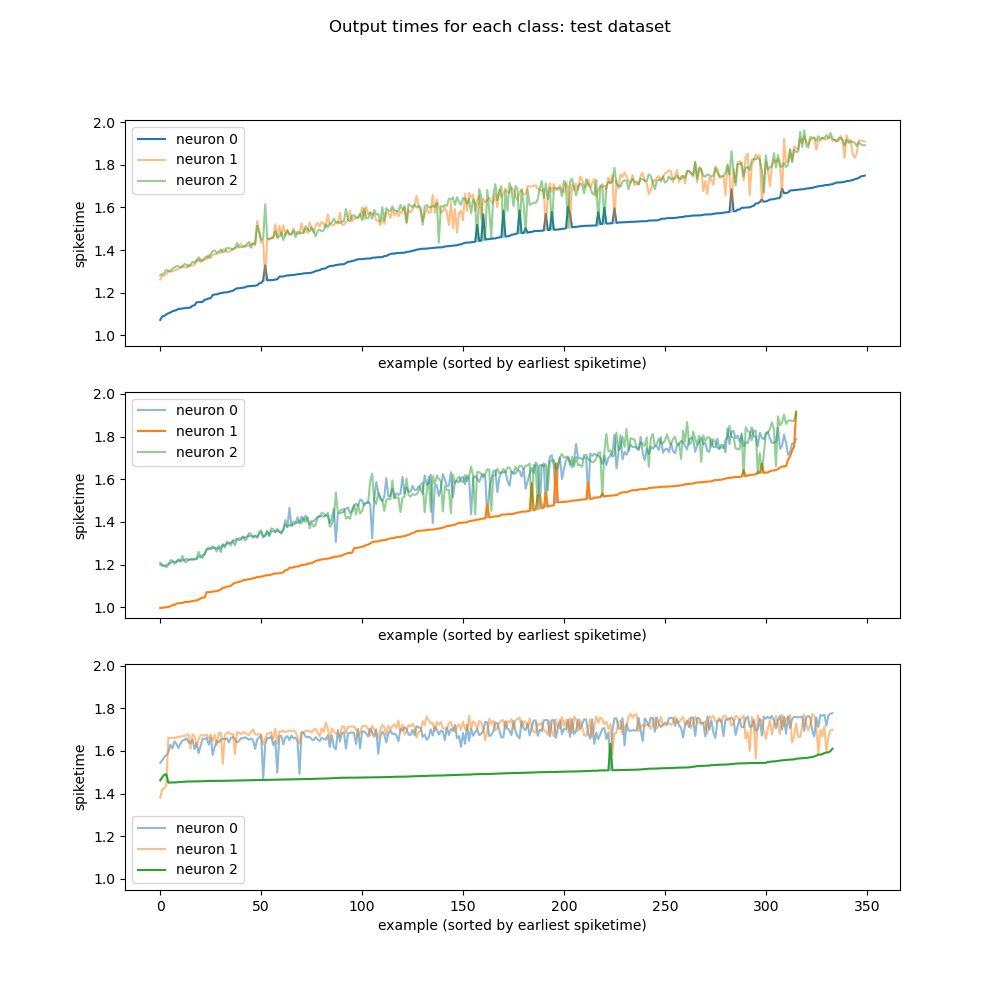 Output times for each class: test dataset
2.0
1.8
1.6
1.4
1.2
1.0
spiketime
neuron 0
neuron 1
neuron 2
example (sorted by earliest spiketime)
2.0
1.8
1.6
1.4
1.2
1.0
spiketime
neuron 0
neuron 1
neuron 2
example (sorted by earliest spiketime)
2.0
1.8
1.6
1.4
1.2
1.0
spiketime
neuron 0
neuron 1
neuron 2
0 50 100 150 200 250 300 350
example (sorted by earliest spiketime)